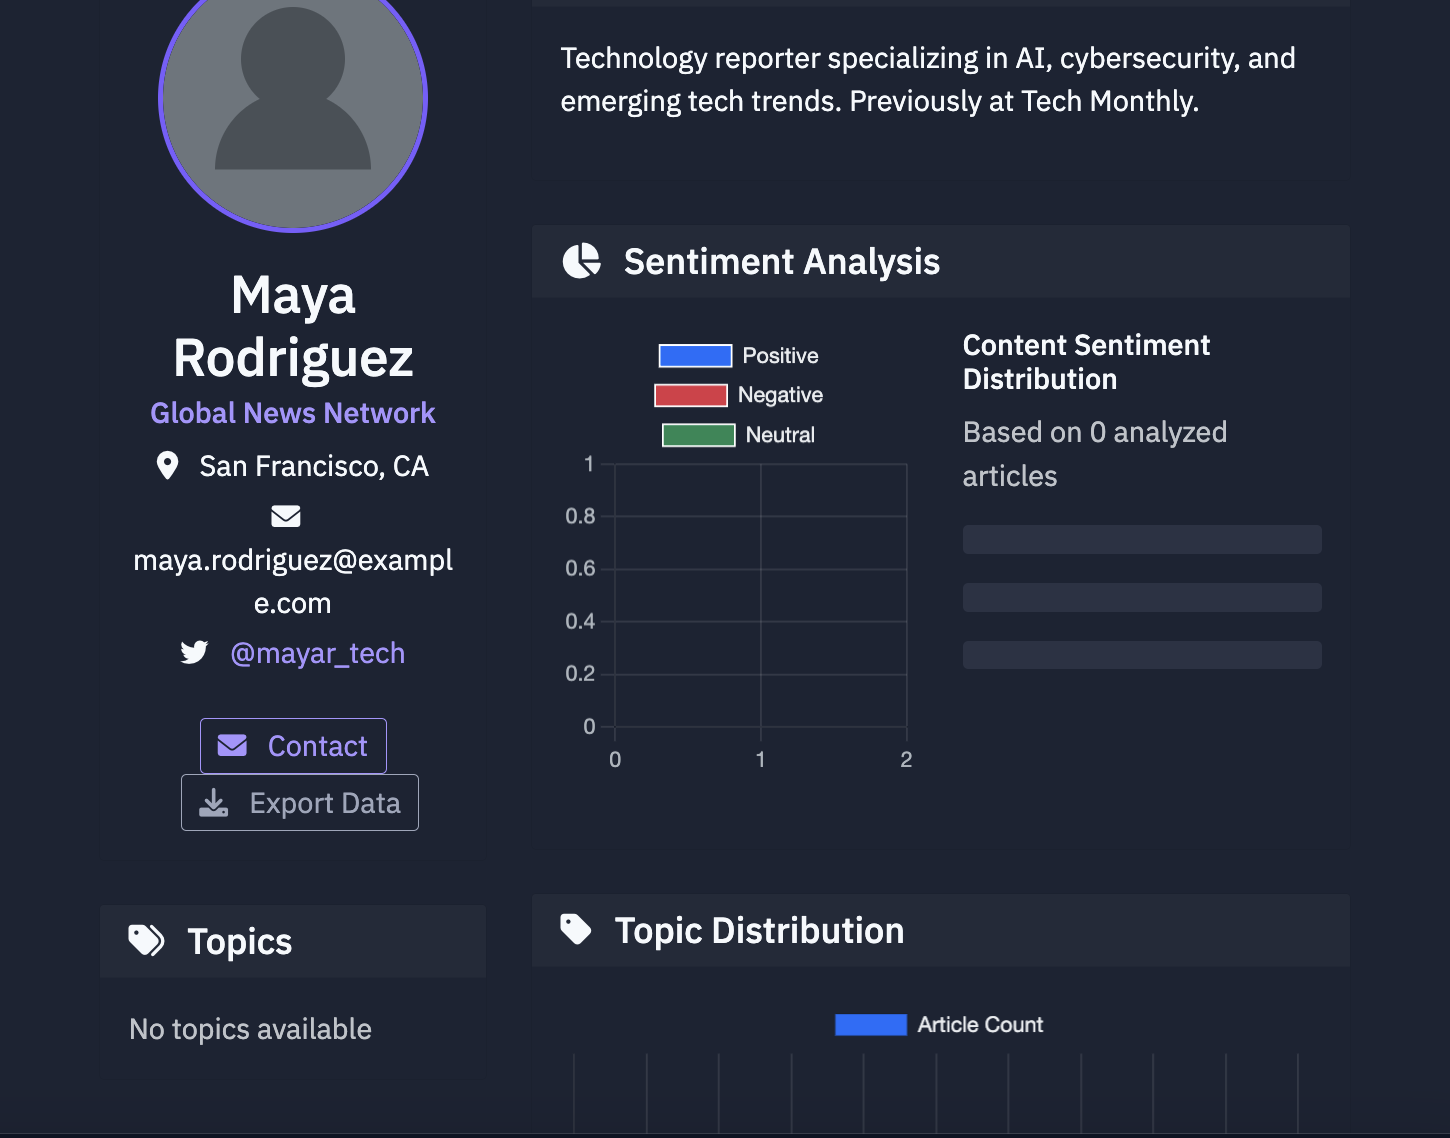 Maya
Rodriguez
Global News Network
San Francisco, CA
maya.rodriguez@exampl
e.com
@mayar_tech
Contact
Export Data
Topics
No topics available
Technology reporter specializing in AI, cybersecurity, and
emerging tech trends. Previously at Tech Monthly.
Sentiment Analysis
Positive
Negative
Neutral
1
0.8
0.6
0.4
0.2
0
0 1 2
Content Sentiment
Distribution
Based on 0 analyzed
articles
Topic Distribution
Article Count